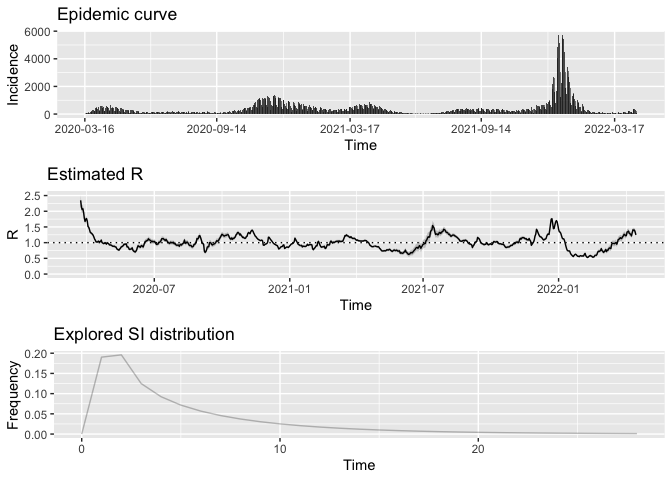 Epidemic curve
Incidence
6000
4000
2000
0
2020-03-16 2020-09-14 2021-03-17 2021-09-14 2022-03-17
Time
Estimated R
R
2.5
2.0
1.5
1.0
0.5
0.0
2020-07 2021-01 2021-07 2022-01
Time
Explored SI distribution
Frequency
0.20
0.15
0.10
0.05
0.00
0 10 20
Time